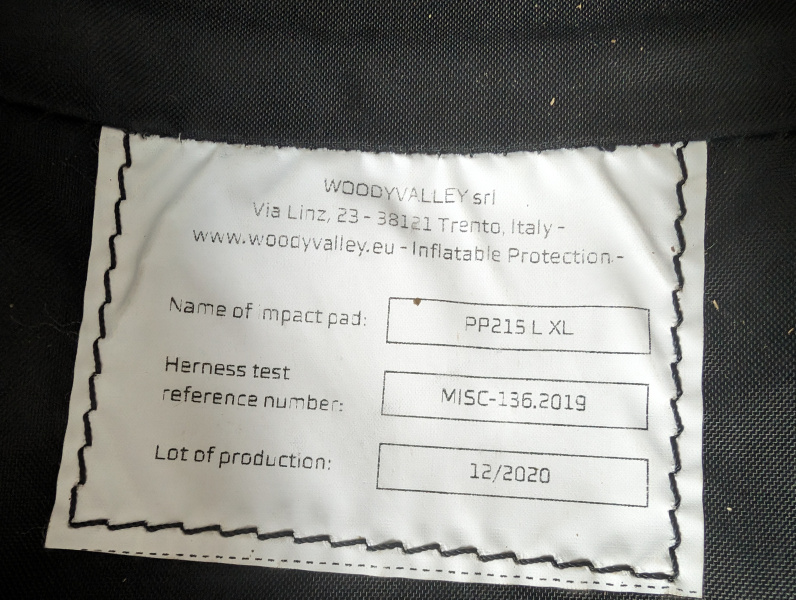 WOODYVALLEY srl
Via Linz, 23 - 38121 Trento, Italy -
www.woodyvalley.eu - Inflatable Protection -
Name of impact pad: PP215 L XL
Herness test
reference number: MISC-136.2019
Lot of production: 12/2020